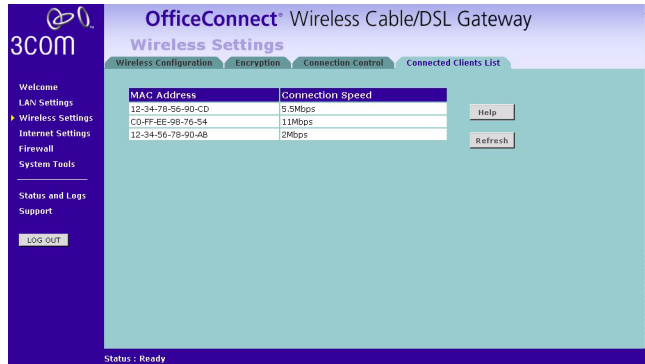 3COM
OfficeConnect® Wireless Cable/DSL Gateway
Wireless Settings
Wireless Configuration Encryption Connection Control Connected Clients List
Welcome
LAN Settings
Wireless Settings
Internet Settings
Firewall
System Tools
Status and Logs
Support
LOG OUT
MAC Address Connection Speed
12-34-78-56-90-CD 5.5Mbps
C0-FF-EE-98-76-54 11Mbps
12-34-56-78-90-AB 2Mbps
Help
Refresh
Status : Ready